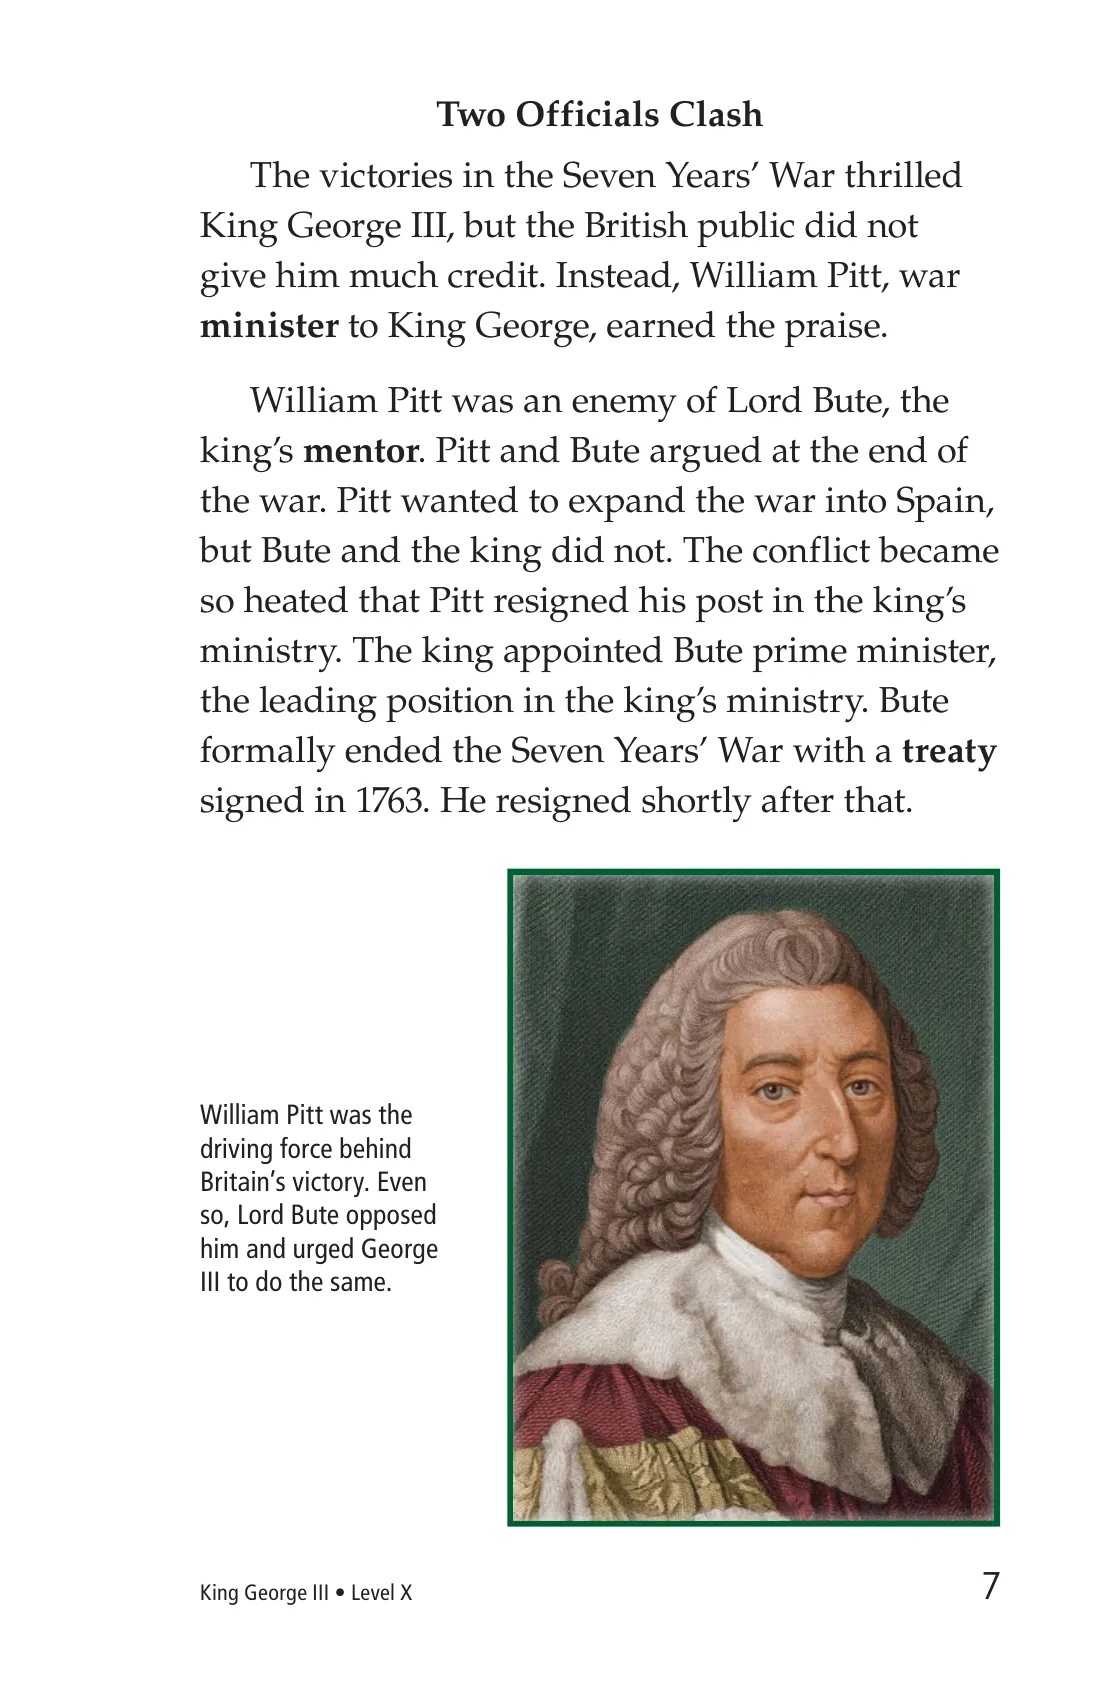 Two Officials Clash
The victories in the Seven Years’ War thrilled
King George III, but the British public did not
give him much credit. Instead, William Pitt, war
minister to King George, earned the praise.
William Pitt was an enemy of Lord Bute, the
king’s mentor. Pitt and Bute argued at the end of
the war. Pitt wanted to expand the war into Spain,
but Bute and the king did not. The conflict became
so heated that Pitt resigned his post in the king’s
ministry. The king appointed Bute prime minister,
the leading position in the king’s ministry. Bute
formally ended the Seven Years’ War with a treaty
signed in 1763. He resigned shortly after that.
William Pitt was the
driving force behind
Britain’s victory. Even
so, Lord Bute opposed
him and urged George
III to do the same.
King George III • Level X
7